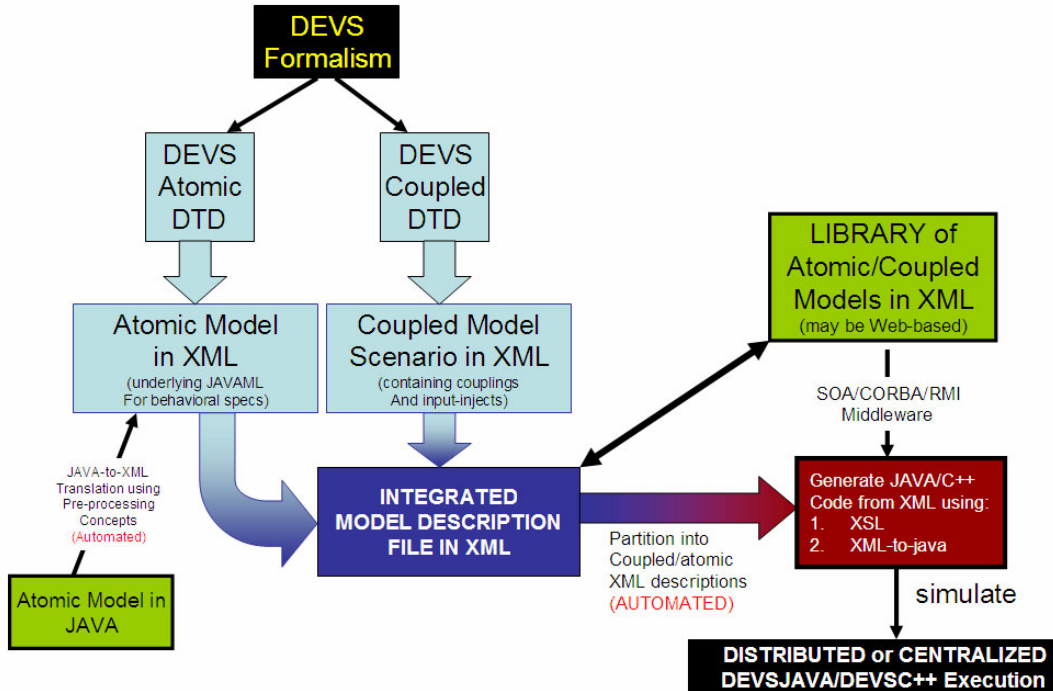 DEVS
Formalism
DEVS
Atomic
DTD
DEVS
Coupled
DTD
LIBRARY of
Atomic/Coupled
Models in XML
(may be Web-based)
Atomic Model
in XML
(underlying JAVAML
For behavioral specs)
Coupled Model
Scenario in XML
(containing couplings
And input-injects)
SOA/CORBA/RMI
Middleware
JAVA-to-XML
Translation using
Pre-processing
Concepts
(Automated)
INTEGRATED
MODEL DESCRIPTION
FILE IN XML
Generate JAVA/C++
Code from XML using:
1. XSL
2. XML-to-java
Partition into
Coupled/atomic
XML descriptions
(AUTOMATED)
Atomic Model in
JAVA
simulate
DISTRIBUTED or CENTRALIZED
DEVSJAVA/DEVSC++ Execution